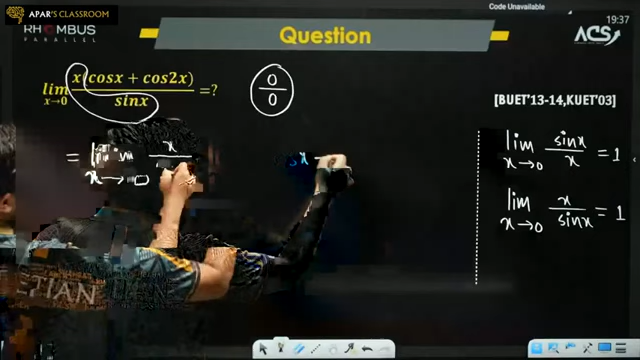 APAR'S CLASSROOM
Code Unavailable
19:37
RHOMBUS
PARALLEL
Question
ACS
lim x→0 x(cosx + cos2x) / sinx =?
0/0
[BUET'13-14,KUET'03]
= lim x→0 x
x
lim x→0 sinx/x = 1
lim x→0 x/sinx = 1
TIAN